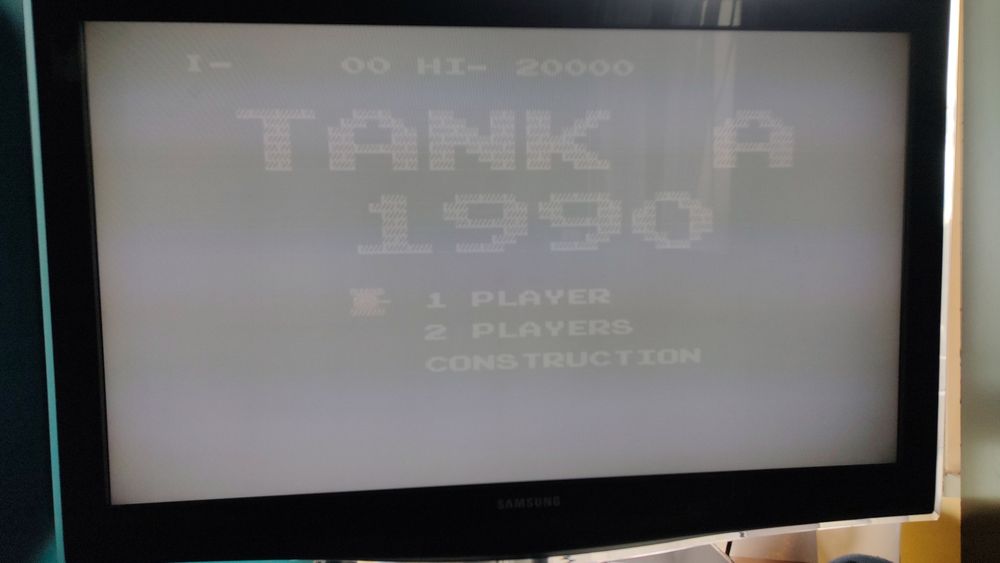 I- 00 HI- 20000
TANK A
1990
1 PLAYER
2 PLAYERS
CONSTRUCTION
SAMSUNG